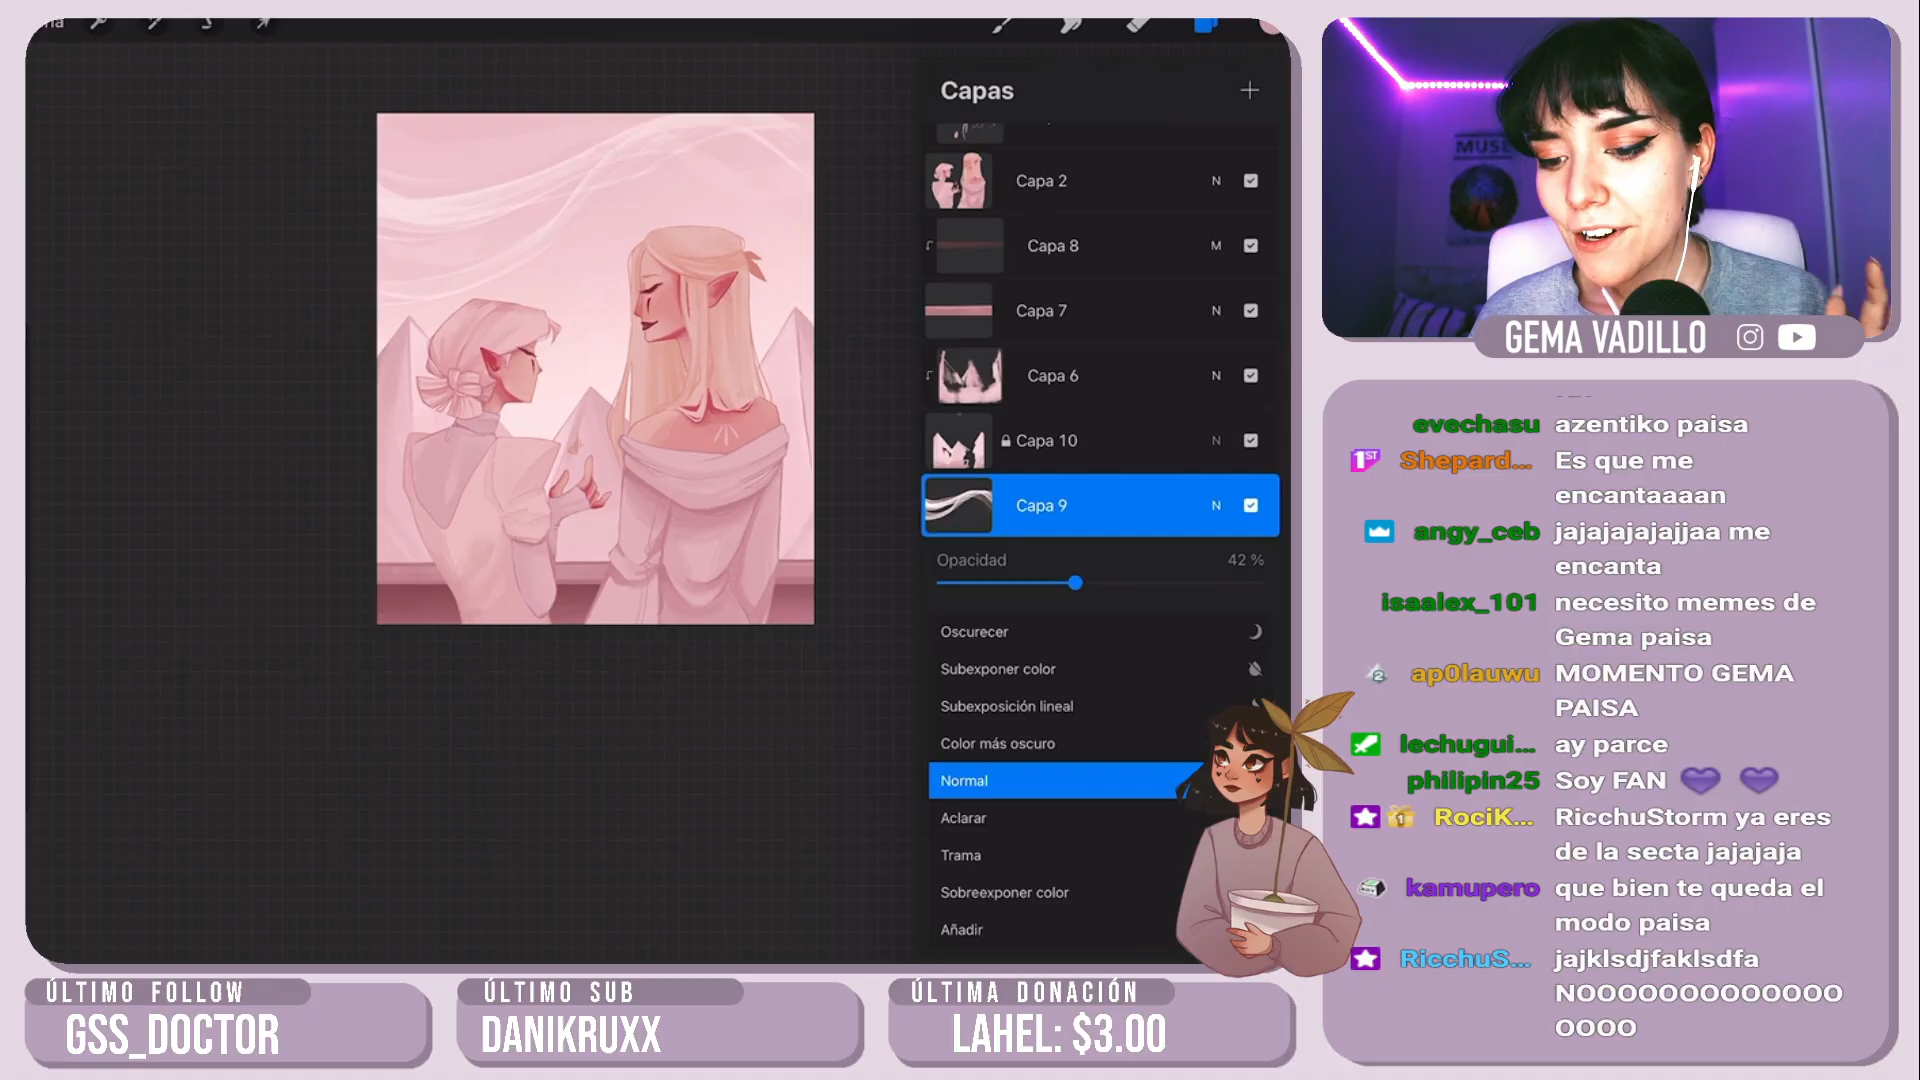 Capas
Capa 2 N
Capa 8 M
Capa 7 N
Capa 6 N
Capa 10 N
Capa 9 N
Opacidad 42 %
Oscurecer
Subexponer color
Subexposición lineal
Color más oscuro
Normal
Aclarar
Trama
Sobreexponer color
Añadir
MUSE
GEMA VADILLO
evechasu azentiko paisa
1ST Shepard... Es que me
encantaaaan
angy_ceb jajajajajajjaa me
encanta
isaalex_101 necesito memes de
Gema paisa
2 ap0lauwu MOMENTO GEMA
PAISA
lechugui... ay parce
philipin25 Soy FAN
1 RociK... RicchuStorm ya eres
de la secta jajajaja
kamupero que bien te queda el
modo paisa
RicchuS... jajklsdjfaklsdfa
NOOOOOOOOOOOOO
OOOO
ÚLTIMO FOLLOW
GSS_DOCTOR
ÚLTIMO SUB
DANIKRUXX
ÚLTIMA DONACIÓN
LAHEL: $3.00